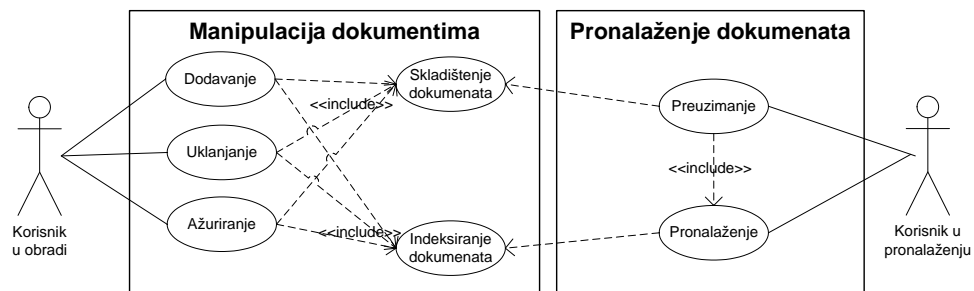 Manipulacija dokumentima
Pronalaženje dokumenata
Dodavanje
Skladištenje
dokumenata
<<include>>
Preuzimanje
Uklanjanje
<<include>>
Ažuriranje
<<include>>
Indeksiranje
dokumenata
Pronalaženje
Korisnik
u obradi
Korisnik u
pronalaženju